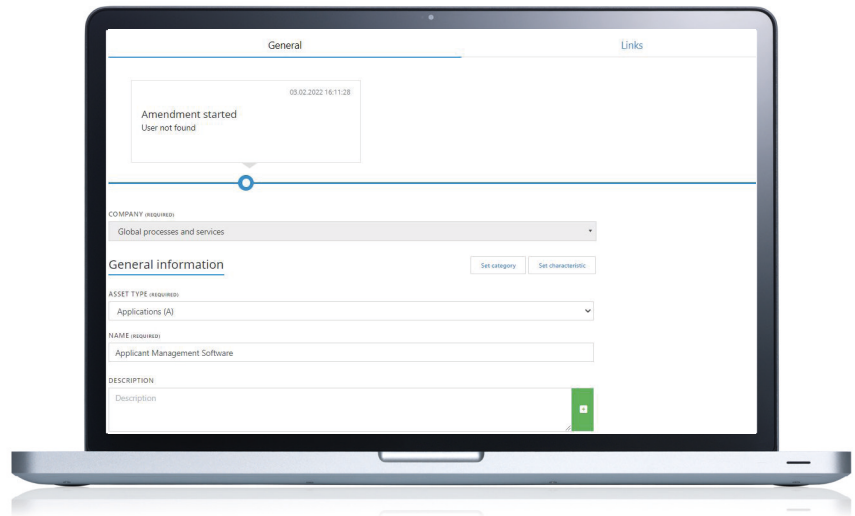 General Links
03.02.2022 16:11:28
Amendment started
User not found
COMPANY (REQUIRED)
Global processes and services
General information Set category Set characteristic
ASSET TYPE (REQUIRED)
Applications (A)
NAME (REQUIRED)
Applicant Management Software
DESCRIPTION
Description